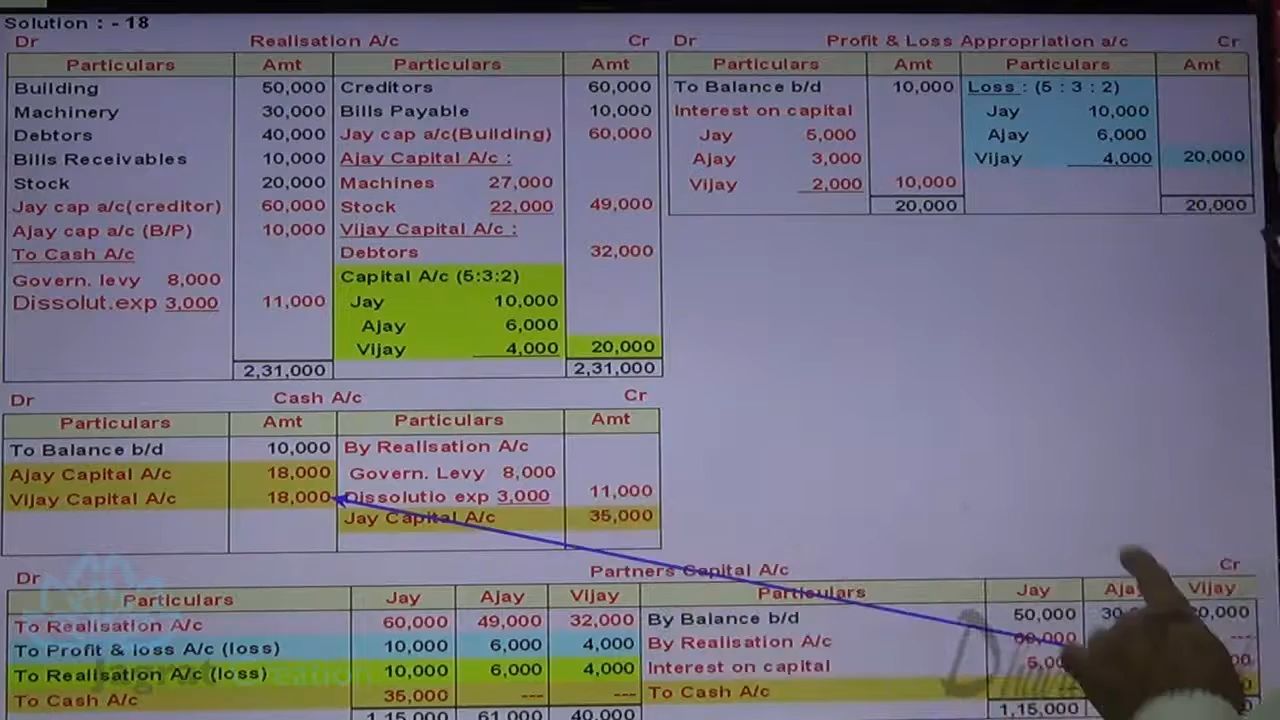 Solution : - 18
Dr Realisation A/c Cr
Particulars Amt Particulars Amt
Building 50,000 Creditors 60,000
Machinery 30,000 Bills Payable 10,000
Debtors 40,000 Jay cap a/c(Building) 60,000
Bills Receivables 10,000 Ajay Capital A/c :
Stock 20,000 Machines 27,000
Jay cap a/c(creditor) 60,000 Stock 22,000 49,000
Ajay cap a/c (B/P) 10,000 Vijay Capital A/c :
To Cash A/c Debtors 32,000
Govern. levy 8,000 Capital A/c (5:3:2)
Dissolut.exp 3,000 11,000 Jay 10,000
Ajay 6,000
Vijay 4,000 20,000
2,31,000 2,31,000
Dr Profit & Loss Appropriation a/c Cr
Particulars Amt Particulars Amt
To Balance b/d 10,000 Loss : (5 : 3 : 2)
Interest on capital Jay 10,000
Jay 5,000 Ajay 6,000
Ajay 3,000 Vijay 4,000 20,000
Vijay 2,000 10,000
20,000 20,000
Dr Cash A/c Cr
Particulars Amt Particulars Amt
To Balance b/d 10,000 By Realisation A/c
Ajay Capital A/c 18,000 Govern. Levy 8,000
Vijay Capital A/c 18,000 Dissolutio exp 3,000 11,000
Jay Capital A/c 35,000
Dr Partners Capital A/c Cr
Particulars Jay Ajay Vijay Particulars Jay Ajay Vijay
To Realisation A/c 60,000 49,000 32,000 By Balance b/d 50,000
To Profit & loss A/c (loss) 10,000 6,000 4,000 By Realisation A/c 60,000 ---
To Realisation A/c (loss) 10,000 6,000 4,000 Interest on capital
To Cash A/c 35,000 --- --- To Cash A/c
1,15,000 61,000 40,000 1,15,000
Jagrat Creation